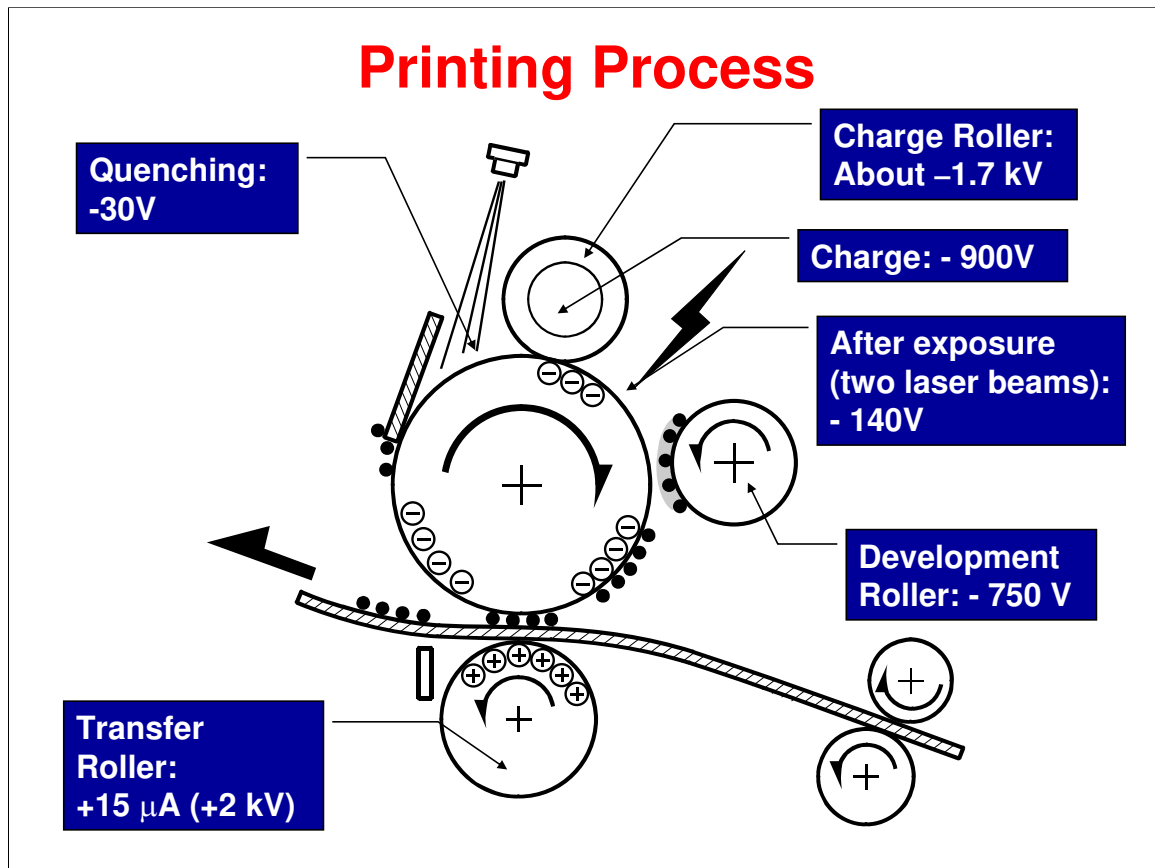 Printing Process
Quenching:
-30V
Charge Roller:
About –1.7 kV
Charge: - 900V
After exposure
(two laser beams):
- 140V
Development
Roller: - 750 V
Transfer
Roller:
+15 μA (+2 kV)